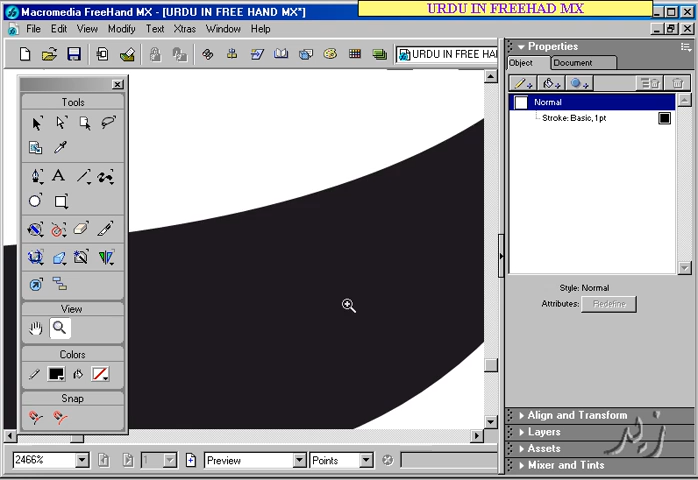 URDU IN FREEHAD MX
Macromedia FreeHand MX - [URDU IN FREE HAND MX*]
File Edit View Modify Text Xtras Window Help
URDU IN FREE HAI
Tools
View
Colors
Snap
Properties
Object Document
Normal
Stroke: Basic, 1pt
Style: Normal
Attributes: Redefine
Align and Transform
Layers
Assets
Mixer and Tints
2466% 1 Preview Points